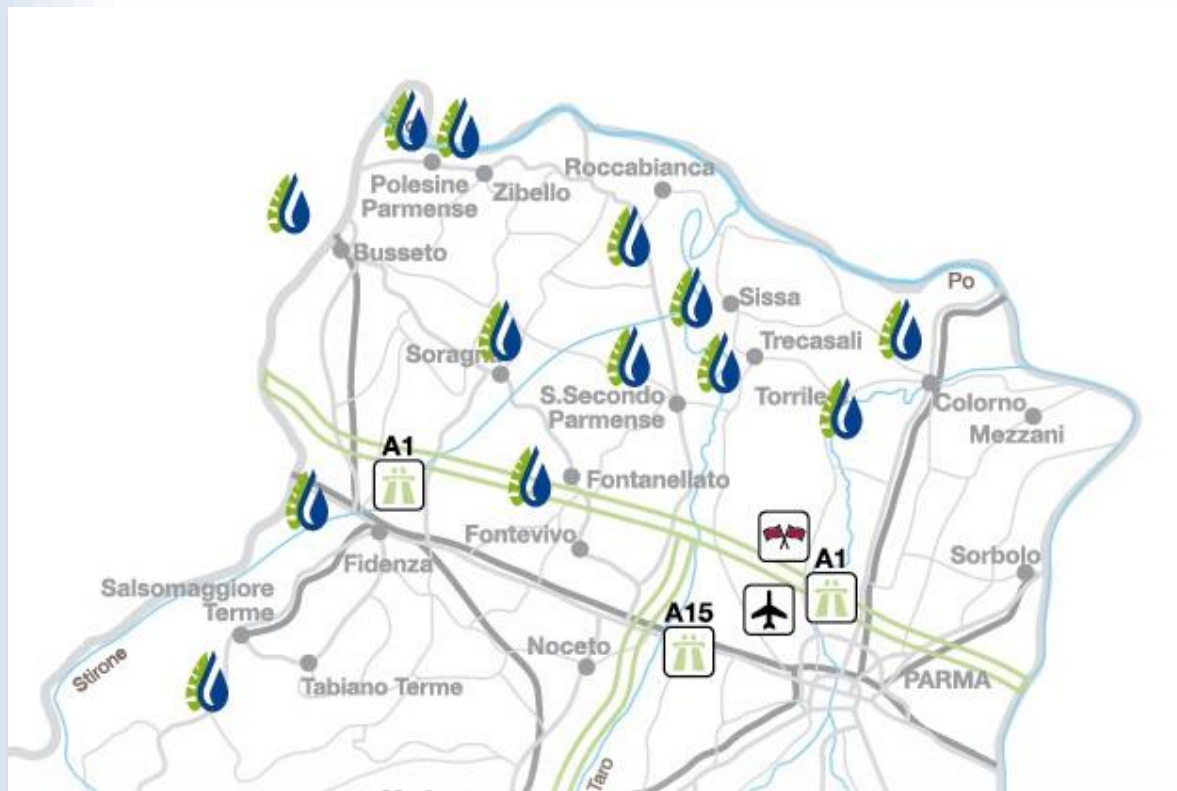 Roccabianca
Polesine
Parmense
Zibello
Busseto
Po
Sissa
Trecasali
Soragna
S.Secondo
Parmense
Torrile
Colorno
Mezzani
A1
Fontanellato
Fontevivo
A1
Sorbolo
Fidenza
Salsomaggiore
Terme
A15
Noceto
Stirone
Tabiano Terme
PARMA
Taro